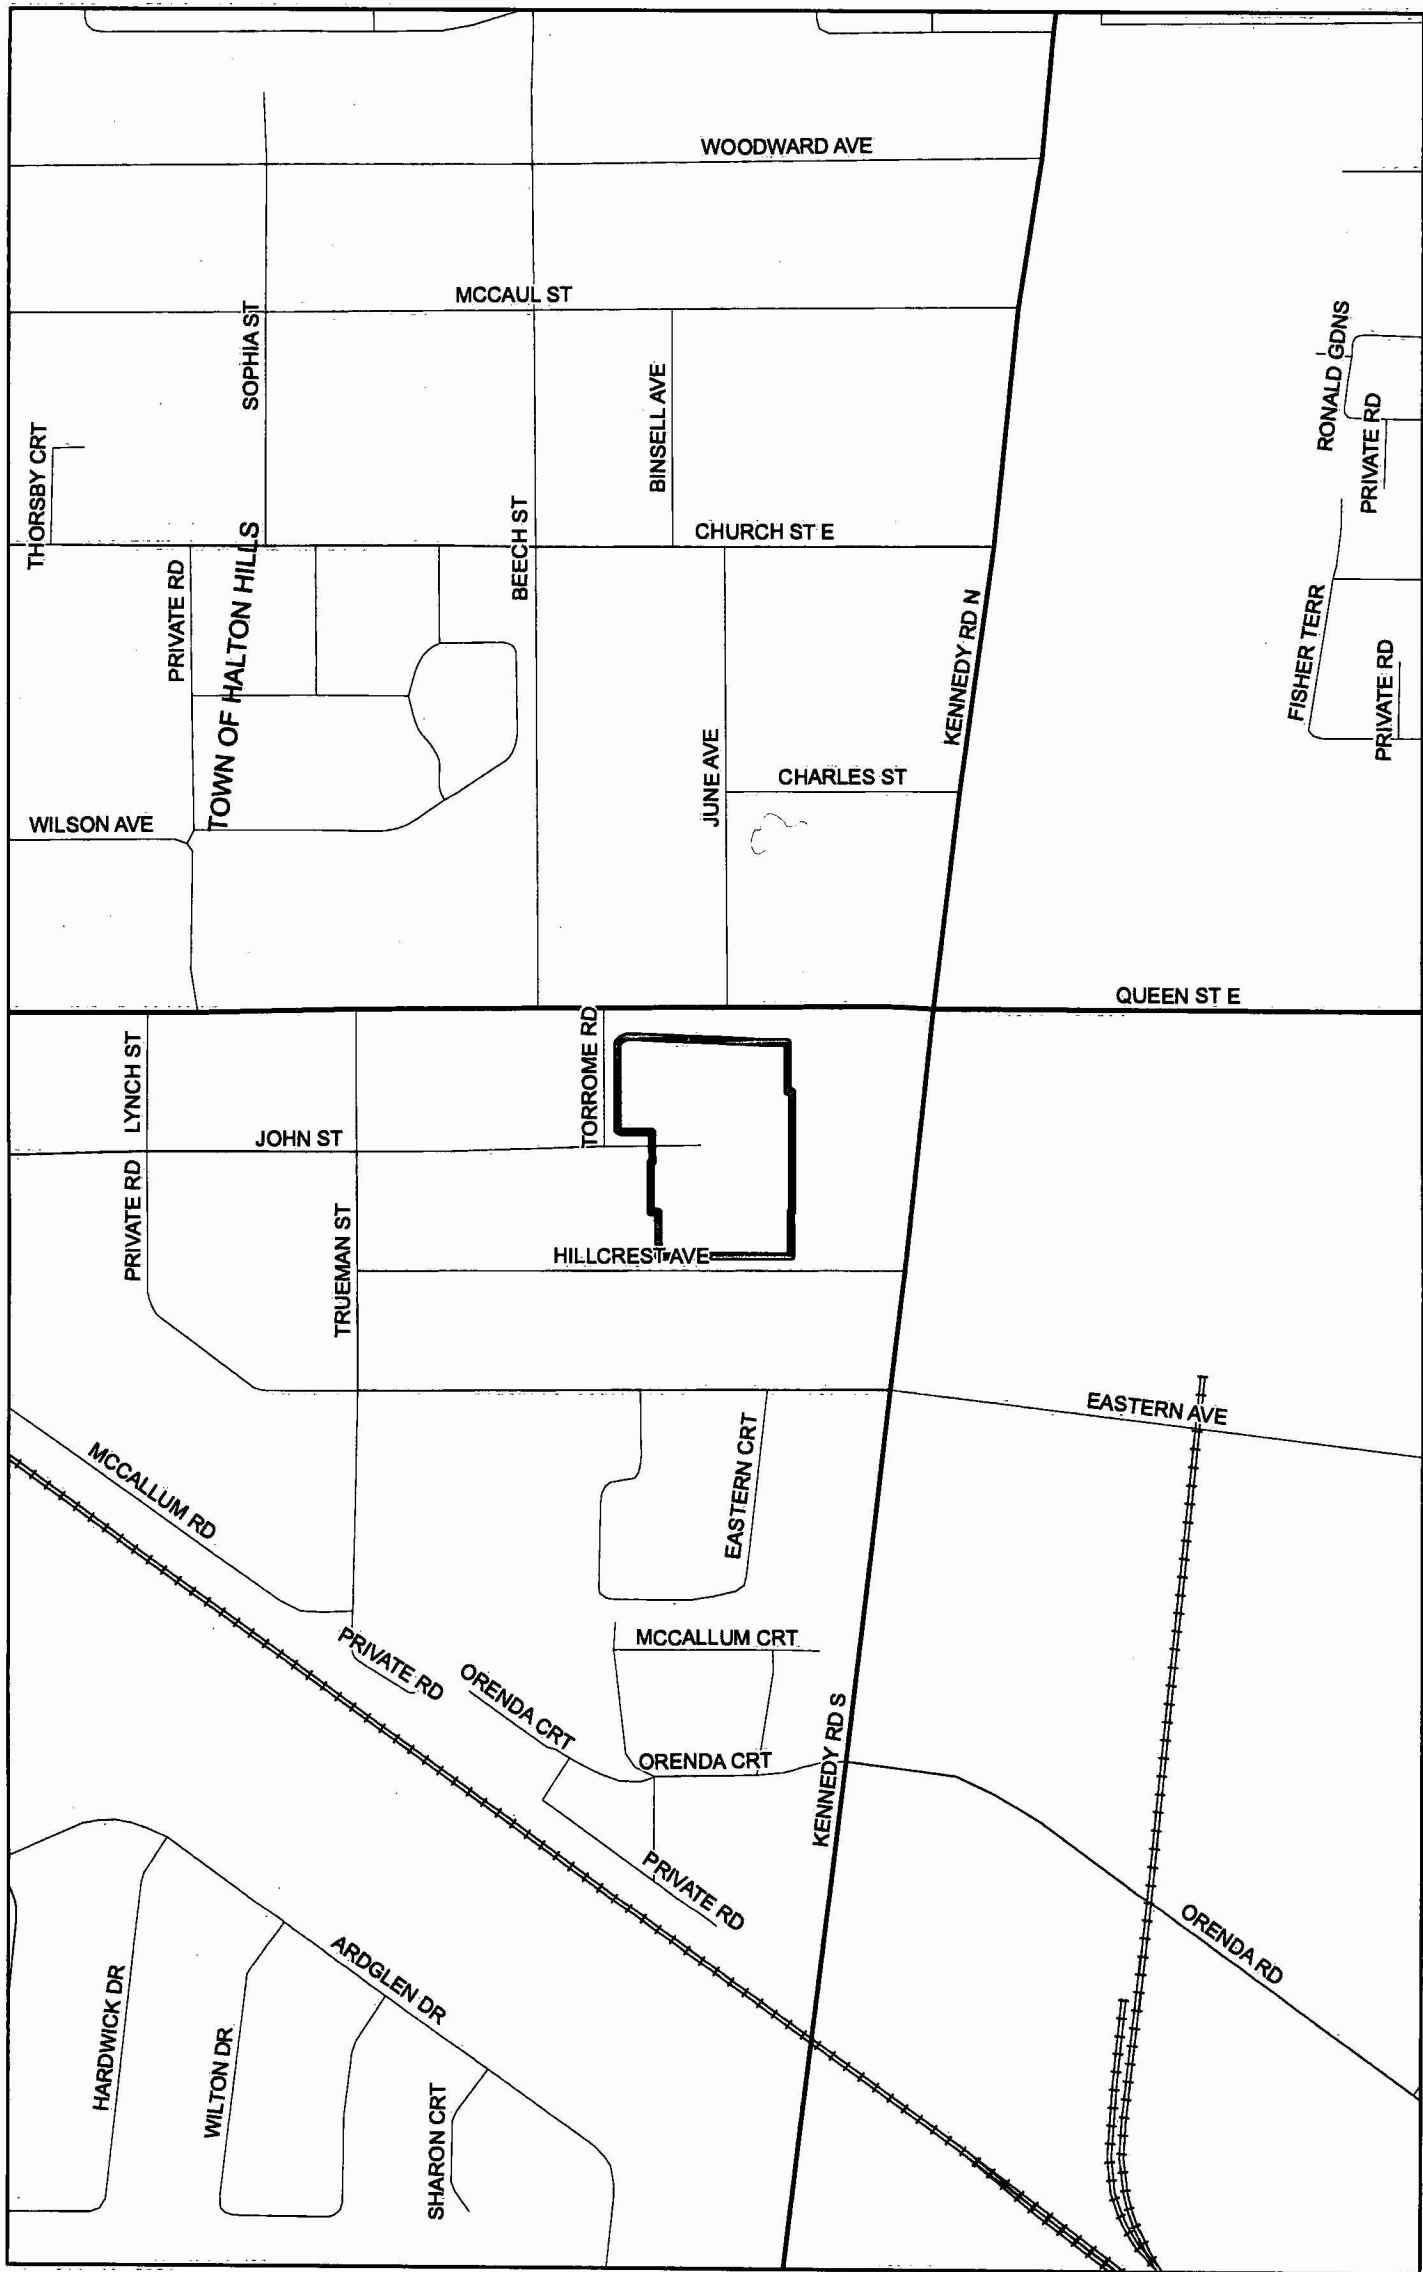 WOODWARD AVE
MCCAUL ST
SOPHIA ST
RONALD GDNS
BINSELL AVE
PRIVATE RD
THORSBY CRT
BEECH ST
CHURCH ST E
TOWN OF HALTON HILLS
PRIVATE RD
KENNEDY RD N
FISHER TERR
PRIVATE RD
JUNE AVE
CHARLES ST
WILSON AVE
QUEEN ST E
LYNCH ST
TORROME RD
JOHN ST
PRIVATE RD
TRUEMAN ST
HILLCREST AVE
EASTERN AVE
EASTERN CRT
MCCALLUM RD
MCCALLUM CRT
PRIVATE RD
ORENDA CRT
KENNEDY RD S
ORENDA CRT
PRIVATE RD
ORENDA RD
ARDGLEN DR
HARDWICK DR
WILTON DR
SHARON CRT